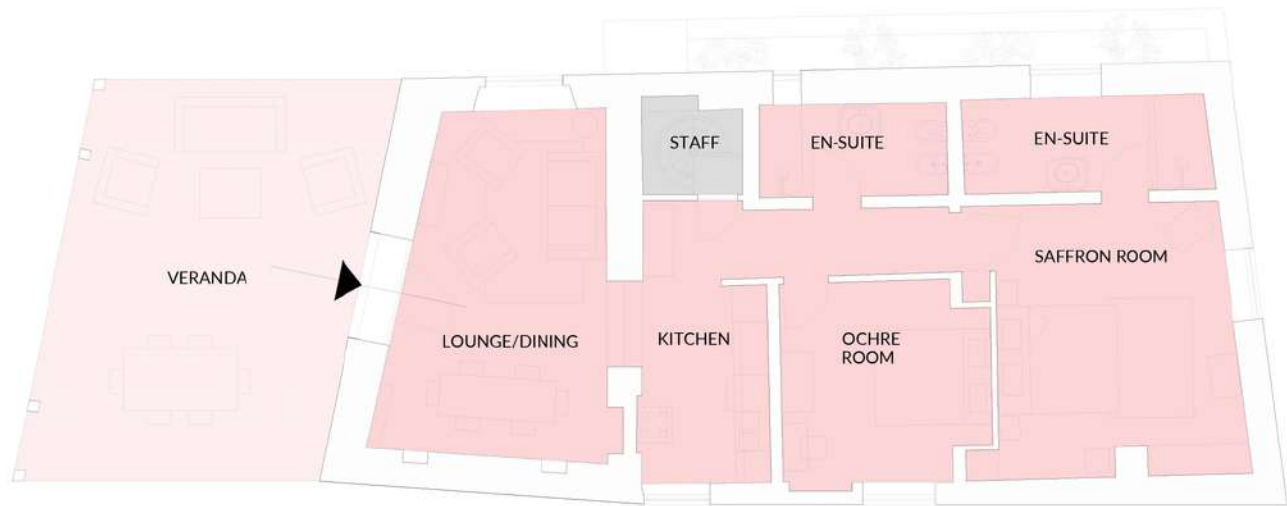 STAFF
EN-SUITE
EN-SUITE
SAFFRON ROOM
VERANDA
LOUNGE/DINING
KITCHEN
OCHRE
ROOM